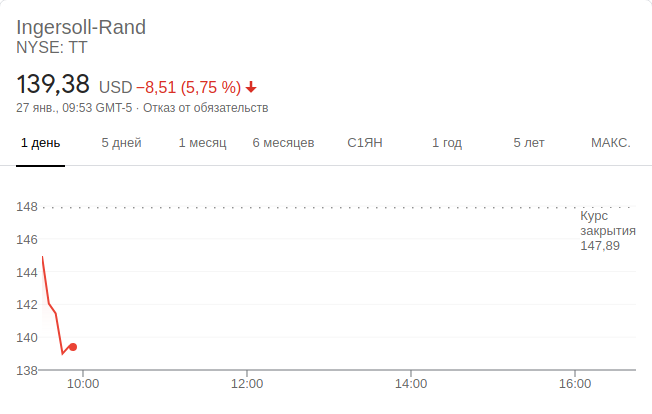 Ingersoll-Rand
NYSE: TT
139,38 USD −8,51 (5,75 %)
27 янв., 09:53 GMT-5 · Отказ от обязательств
1 день 5 дней 1 месяц 6 месяцев С1ЯН 1 год 5 лет МАКС.
148
Курс
закрытия
147,89
146
144
142
140
138
10:00 12:00 14:00 16:00